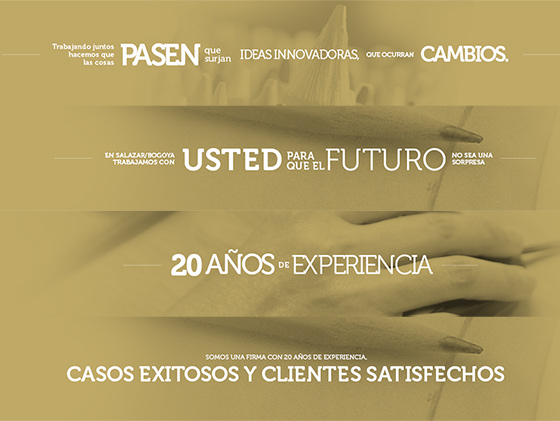 Trabajando juntos
hacemos que
las cosas
PASEN
que
surjan
IDEAS INNOVADORAS,
QUE OCURRAN
CAMBIOS.
EN SALAZAR/BOGOYA
TRABAJAMOS CON
USTED
PARA
QUE EL
FUTURO
NO SEA UNA
SORPRESA
20 AÑOS DE EXPERIENCIA
SOMOS UNA FIRMA CON 20 AÑOS DE EXPERIENCIA,
CASOS EXITOSOS Y CLIENTES SATISFECHOS